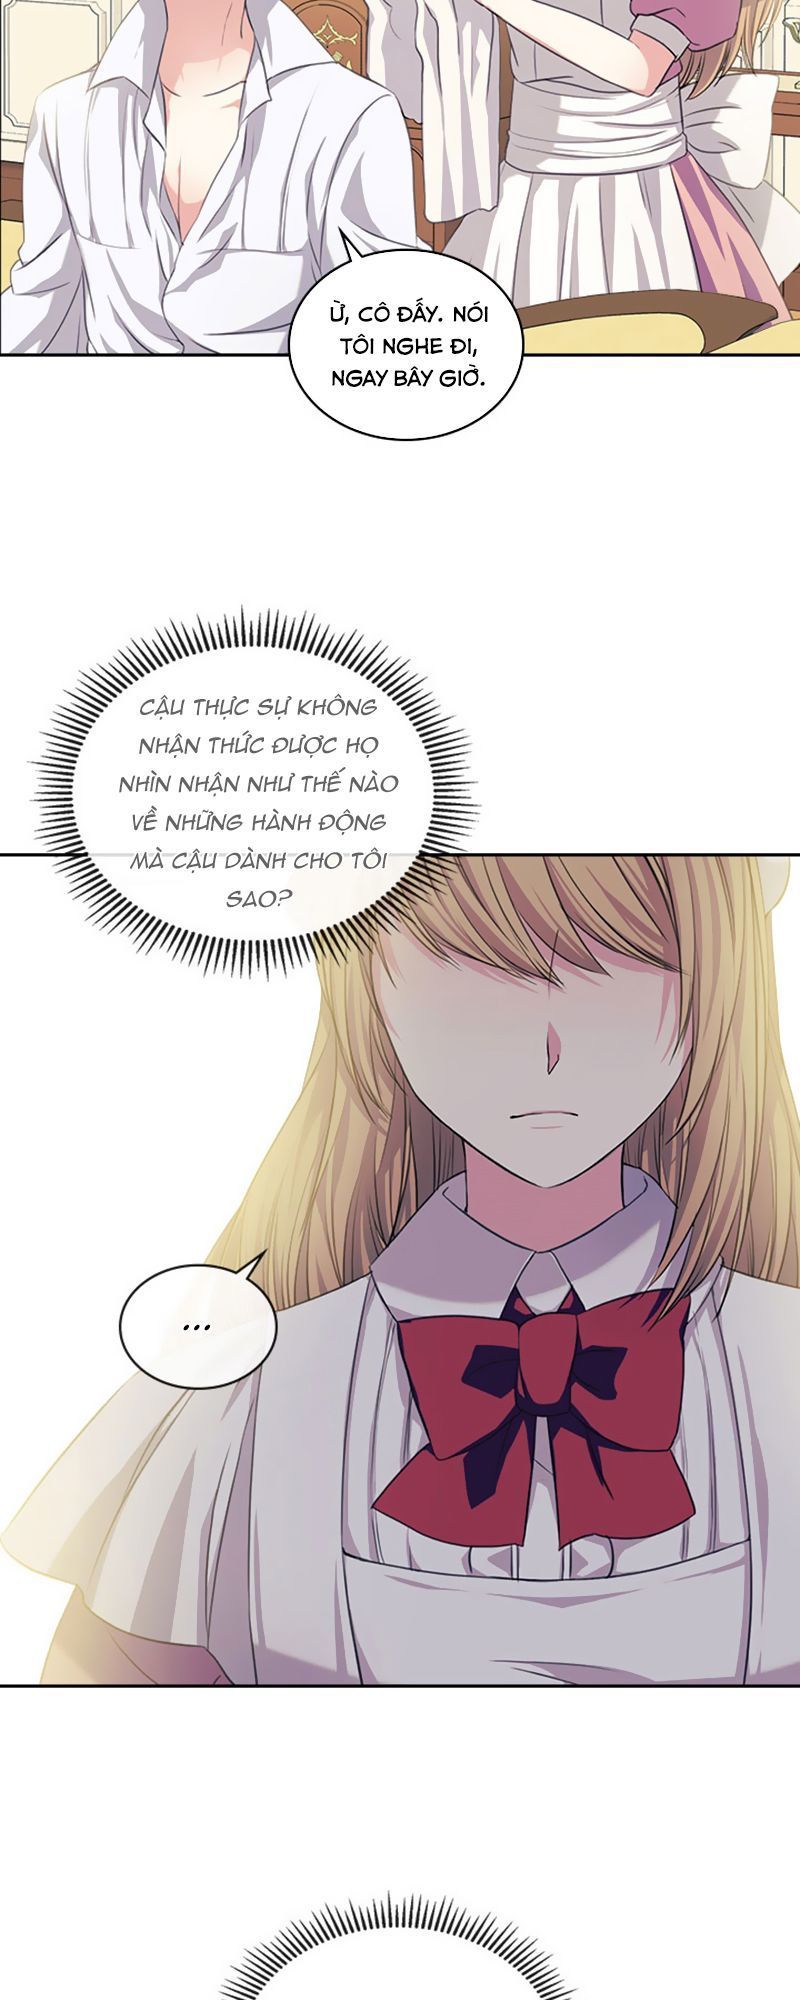 Ừ, CÔ ĐẤY. NÓI
TÔI NGHE ĐI,
NGAY BÂY GIỜ.
CẬU THỰC SỰ KHÔNG
NHẬN THỨC ĐƯỢC HỌ
NHÌN NHẬN NHƯ THẾ NÀO
VỀ NHỮNG HÀNH ĐỘNG
MÀ CẬU DÀNH CHO TÔI
SAO?
...